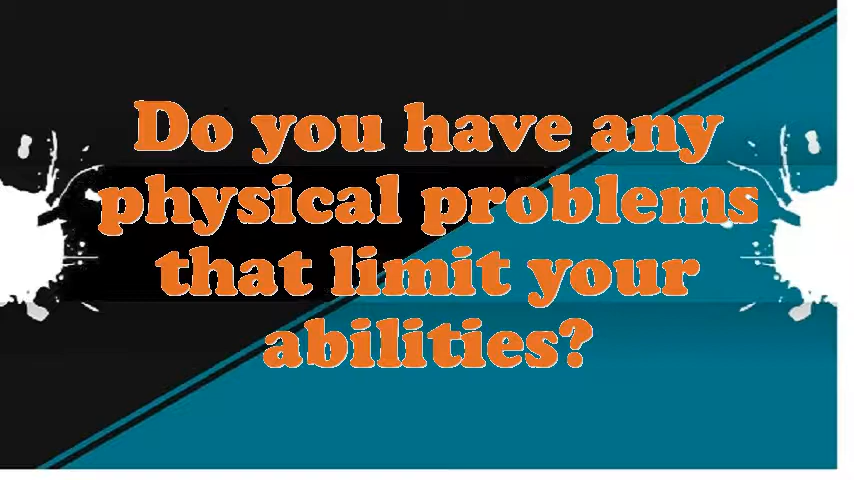 Do you have any
physical problems
that limit your
abilities?